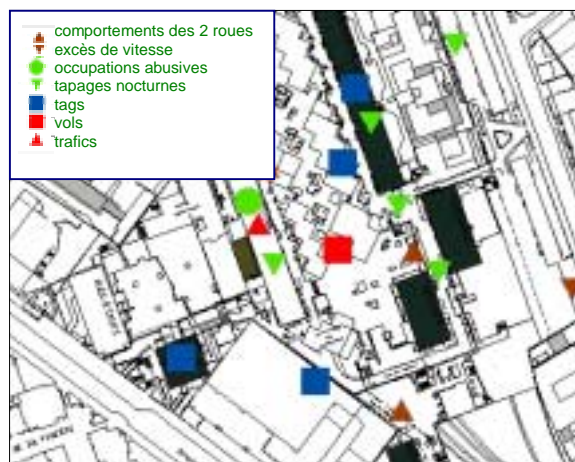 comportements des 2 roues
excès de vitesse
occupations abusives
tapages nocturnes
tags
vols
trafics